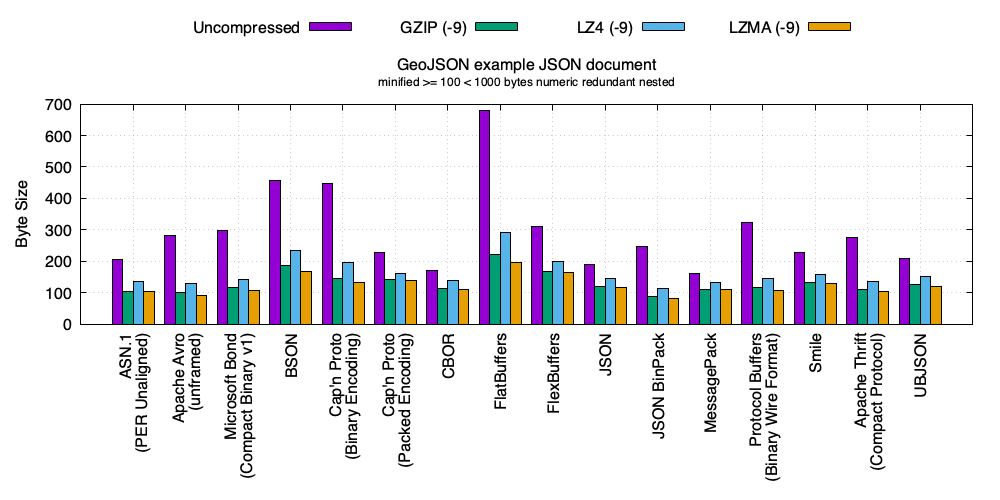 Uncompressed GZIP (-9) LZ4 (-9) LZMA (-9)
GeoJSON example JSON document
minified >= 100 < 1000 bytes numeric redundant nested
Byte Size
700
600
500
400
300
200
100
0
ASN.1
(PER Unaligned)
Apache Avro
(unframed)
Microsoft Bond
(Compact Binary v1)
BSON
Cap'n Proto
(Binary Encoding)
Cap'n Proto
(Packed Encoding)
CBOR
FlatBuffers
FlexBuffers
JSON
JSON BinPack
MessagePack
Protocol Buffers
(Binary Wire Format)
Smile
Apache Thrift
(Compact Protocol)
UBJSON